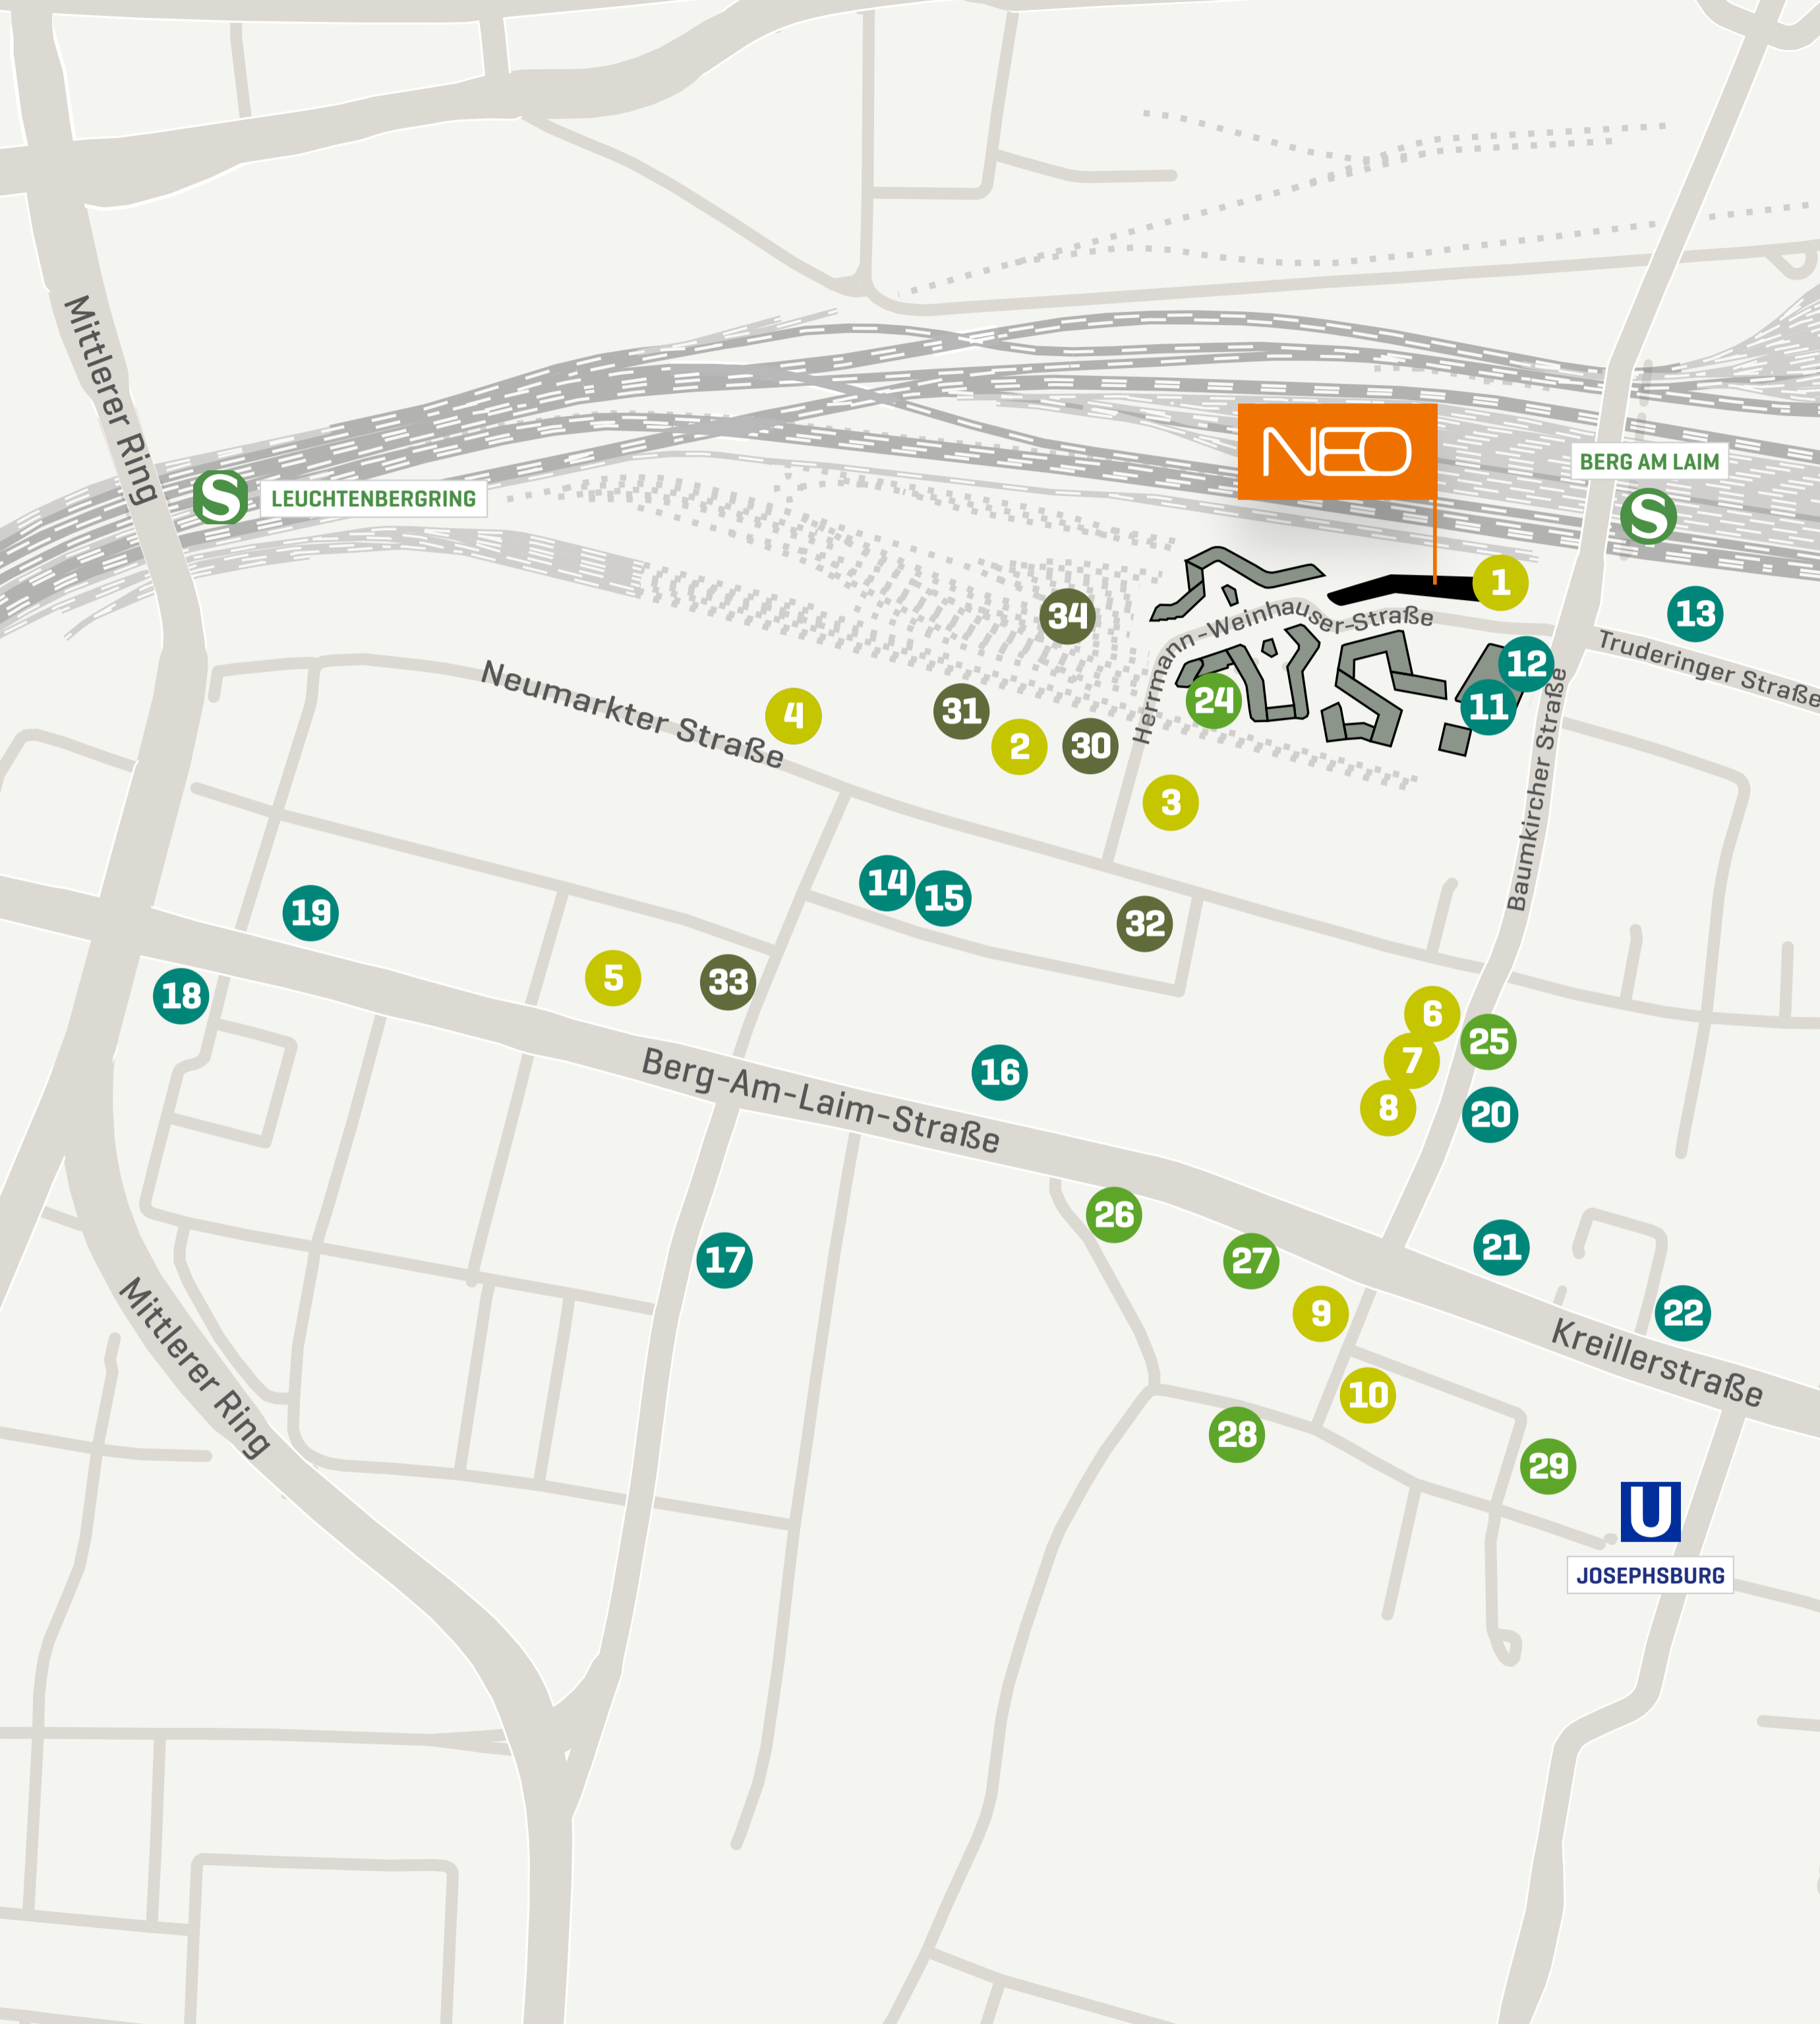 Mittlerer Ring
NEO
BERG AM LAIM
S
S
LEUCHTENBERGRING
1
13
34
Herrmann-Weinhauser-Straße
12
Truderinger Straße
Neumarkter Straße
24
11
4
31
2
30
3
Baumkircher Straße
14
15
19
32
5
33
18
6
25
7
Berg-Am-Laim-Straße
16
8
20
26
21
27
17
9
22
Mittlerer Ring
Kreillerstraße
10
28
29
U
JOSEPHSBURG